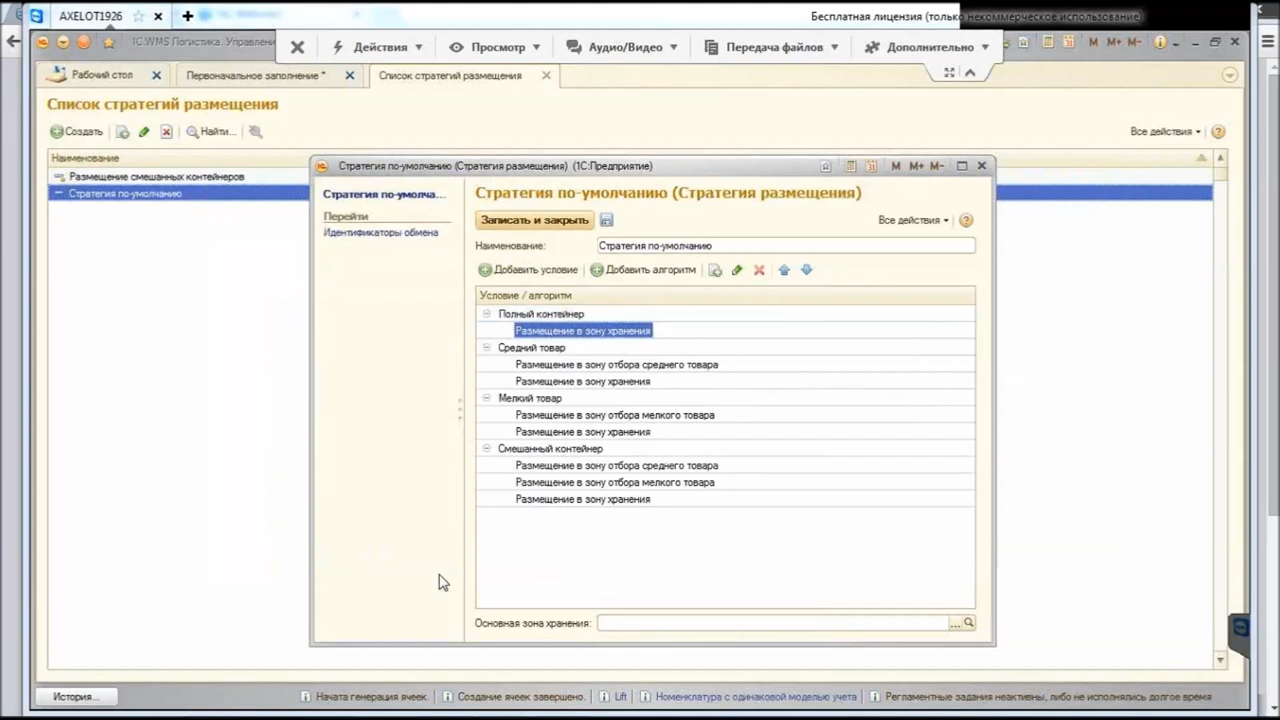 AXELOT1926
Бесплатная лицензия (только некоммерческое использование)
1С:WMS Логистика. Управлени
Действия
Просмотр
Аудио/Видео
Передача файлов
Дополнительно
M M+ M−
Рабочий стол
Первоначальное заполнение *
Список стратегий размещения
Список стратегий размещения
Создать
Найти...
Все действия
Наименование
Размещение смешанных контейнеров
Стратегия по-умолчанию
Стратегия по-умолчанию (Стратегия размещения) (1С:Предприятие)
M M+ M−
Стратегия по-умолча...
Перейти
Идентификаторы обмена
Стратегия по-умолчанию (Стратегия размещения)
Записать и закрыть
Все действия
Наименование:
Стратегия по-умолчанию
Добавить условие
Добавить алгоритм
Условие / алгоритм
Полный контейнер
Размещение в зону хранения
Средний товар
Размещение в зону отбора среднего товара
Размещение в зону хранения
Мелкий товар
Размещение в зону отбора мелкого товара
Размещение в зону хранения
Смешанный контейнер
Размещение в зону отбора среднего товара
Размещение в зону отбора мелкого товара
Размещение в зону хранения
Основная зона хранения:
История...
Начата генерация ячеек.
Создание ячеек завершено.
Lift
Номенклатура с одинаковой моделью учета
Регламентные задания неактивны, либо не исполнялись долгое время